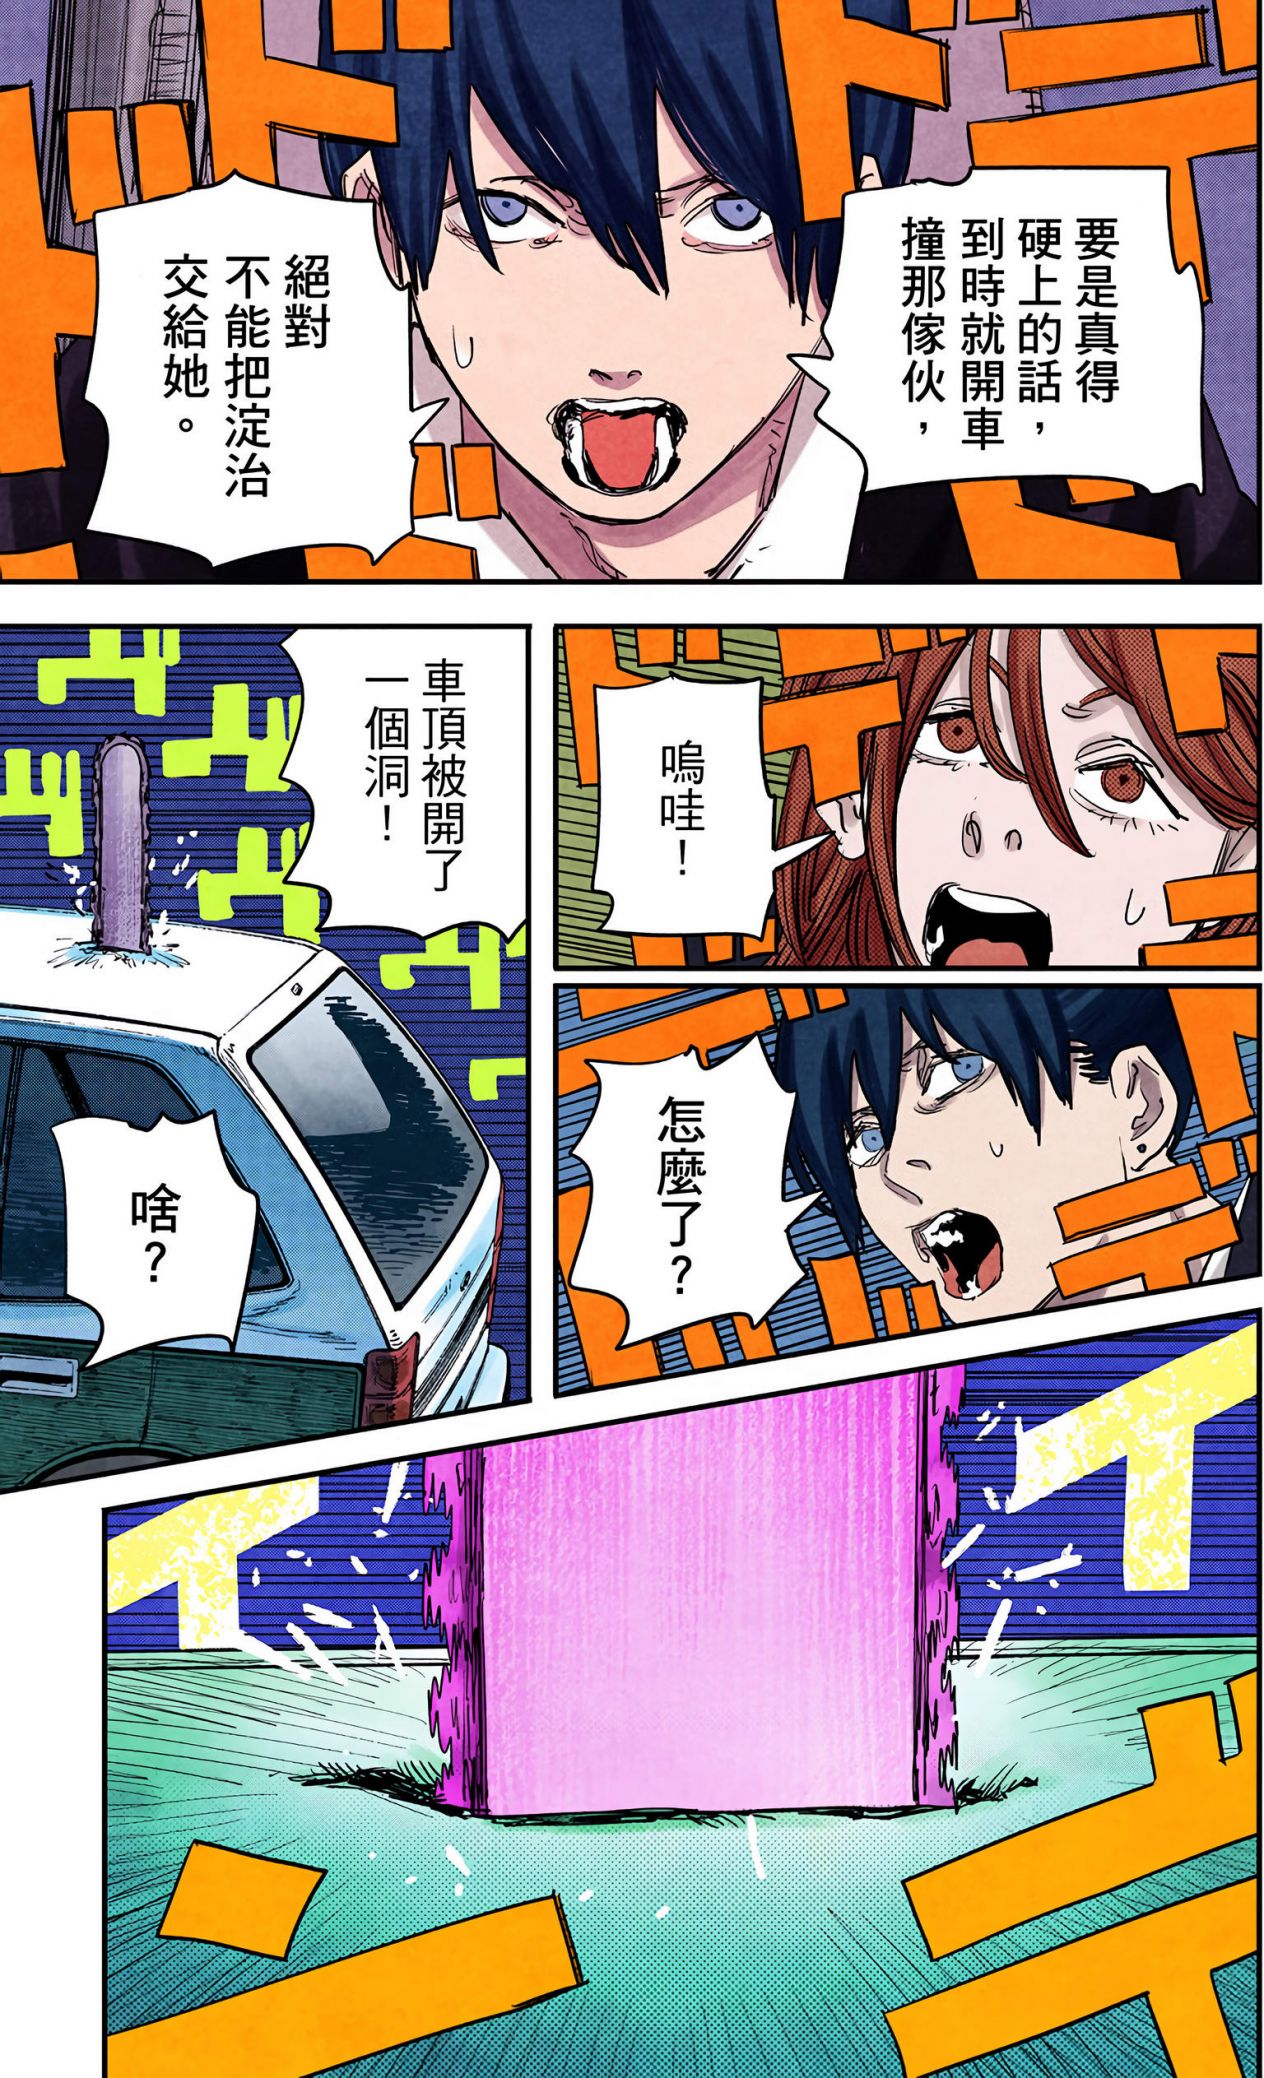 要是真得
硬上的話，
到時就開車
撞那傢伙，
絕對
不能把淀治
交給她。
嗚哇！
怎麼了？
車頂被開了
一個洞！
啥？